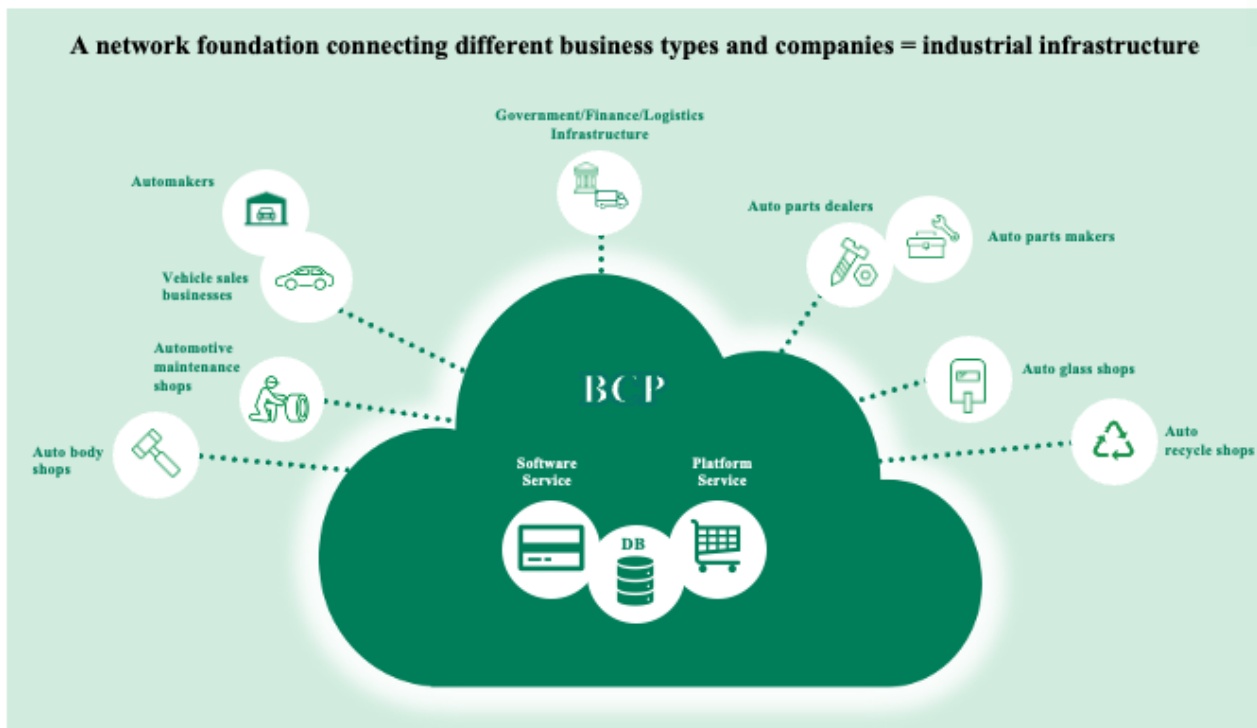 A network foundation connecting different business types and companies = industrial infrastructure
Government/Finance/Logistics
Infrastructure
Automakers
Vehicle sales
businesses
Automotive
maintenance
shops
Auto body
shops
Auto parts dealers
Auto parts makers
Auto glass shops
Auto
recycle shops
BCP
Software
Service
Platform
Service
DB